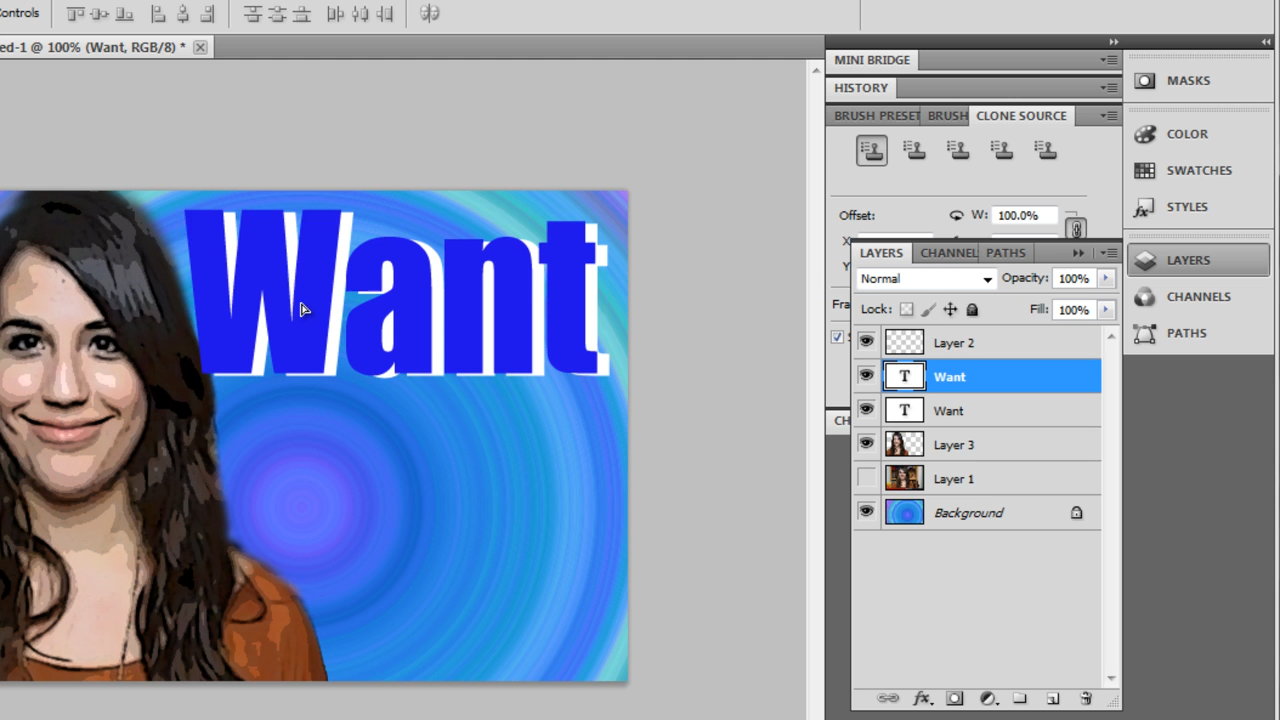 ontrols
ed-1 @ 100% (Want, RGB/8) *
MINI BRIDGE
HISTORY
BRUSH PRESET BRUSH CLONE SOURCE
Offset: W: 100.0%
X
Y
Fra
CH
LAYERS CHANNEL PATHS
Normal Opacity: 100%
Lock: Fill: 100%
Layer 2
T Want
T Want
Layer 3
Layer 1
Background
fx
MASKS
COLOR
SWATCHES
fx STYLES
LAYERS
CHANNELS
PATHS
Want